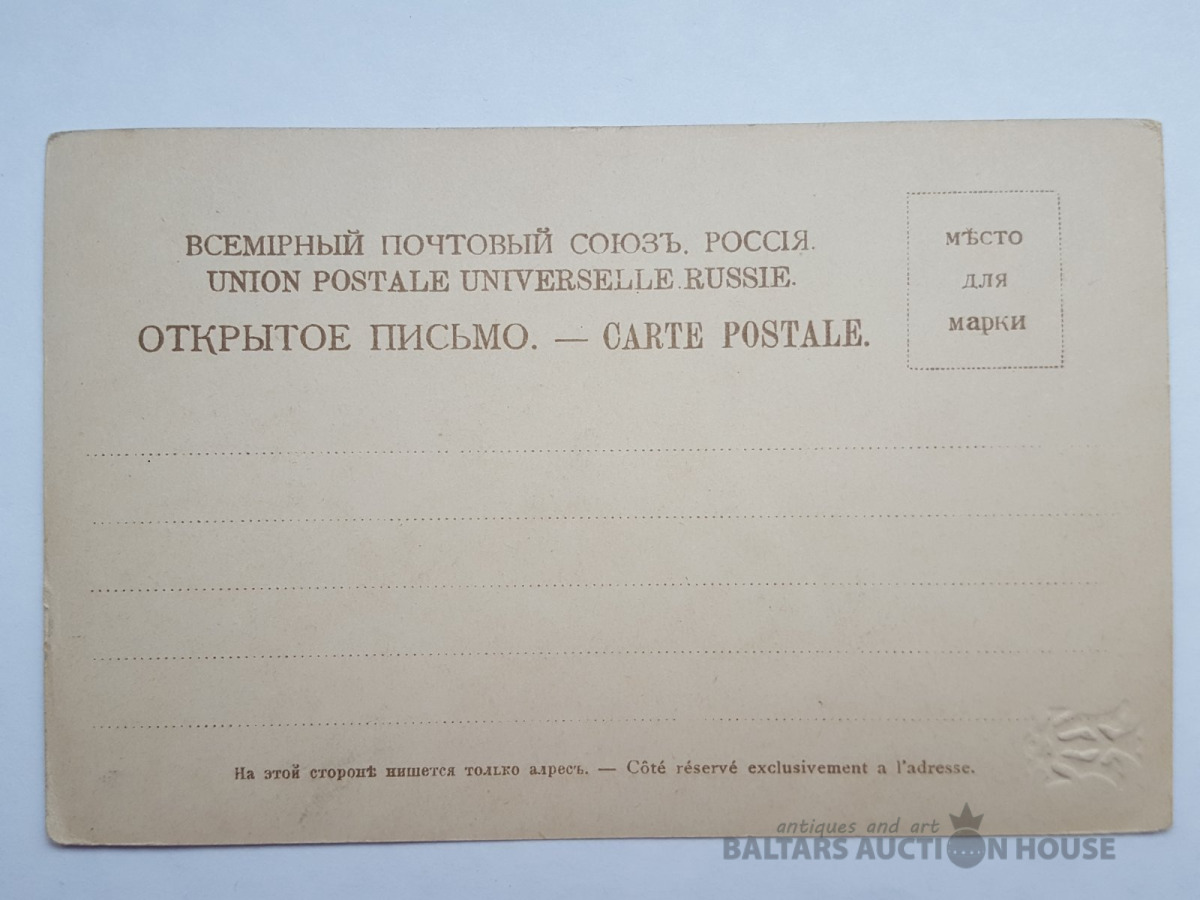 ВСЕМІРНЫЙ ПОЧТОВЫЙ СОЮЗЪ. РОССІЯ.
UNION POSTALE UNIVERSELLE.RUSSIE.
ОТКРЫТОЕ ПИСЬМО. — CARTE POSTALE.
мѣсто
для
марки
На этой сторонѣ пишется только адресъ. — Côté réservé exclusivement a l'adresse.
antiques and art
BALTARS AUCTION HOUSE